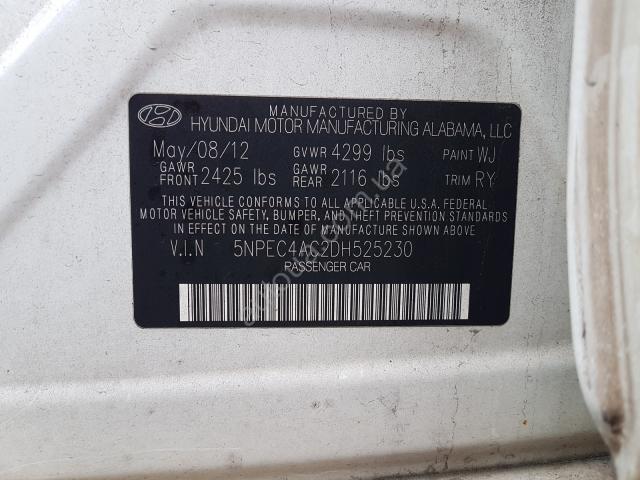 MANUFACTURED BY
HYUNDAI MOTOR MANUFACTURING ALABAMA, LLC
May/08/12 GVWR 4299 lbs PAINT WJ
GAWR FRONT 2425 lbs GAWR REAR 2116 lbs TRIM RY
THIS VEHICLE CONFORMS TO ALL APPLICABLE U.S.A. FEDERAL
MOTOR VEHICLE SAFETY, BUMPER, AND THEFT PREVENTION STANDARDS
IN EFFECT ON THE DATE OF MANUFACTURE SHOWN ABOVE.
V.I.N 5NPEC4AC2DH525230
PASSENGER CAR